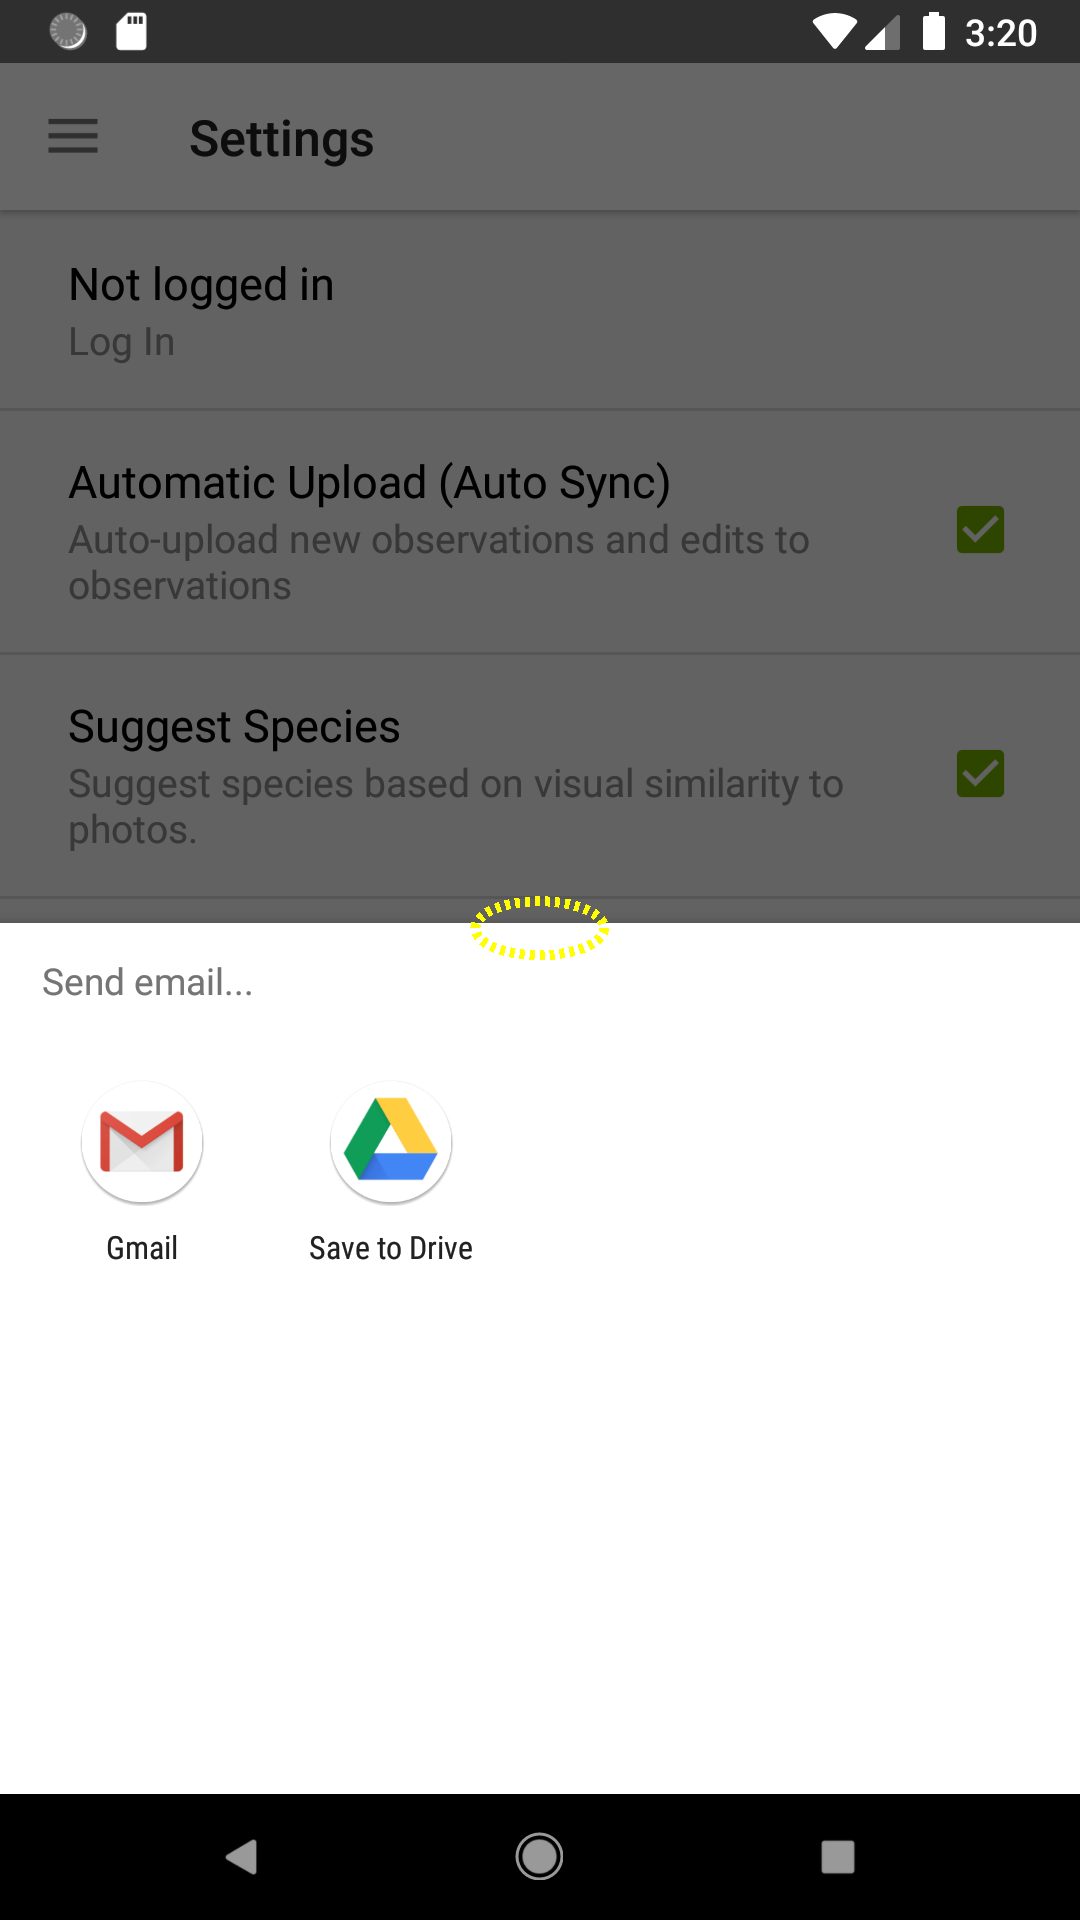 3:20
Settings
Not logged in
Log In
Automatic Upload (Auto Sync)
Auto-upload new observations and edits to
observations
Suggest Species
Suggest species based on visual similarity to
photos.
Send email...
Gmail
Save to Drive